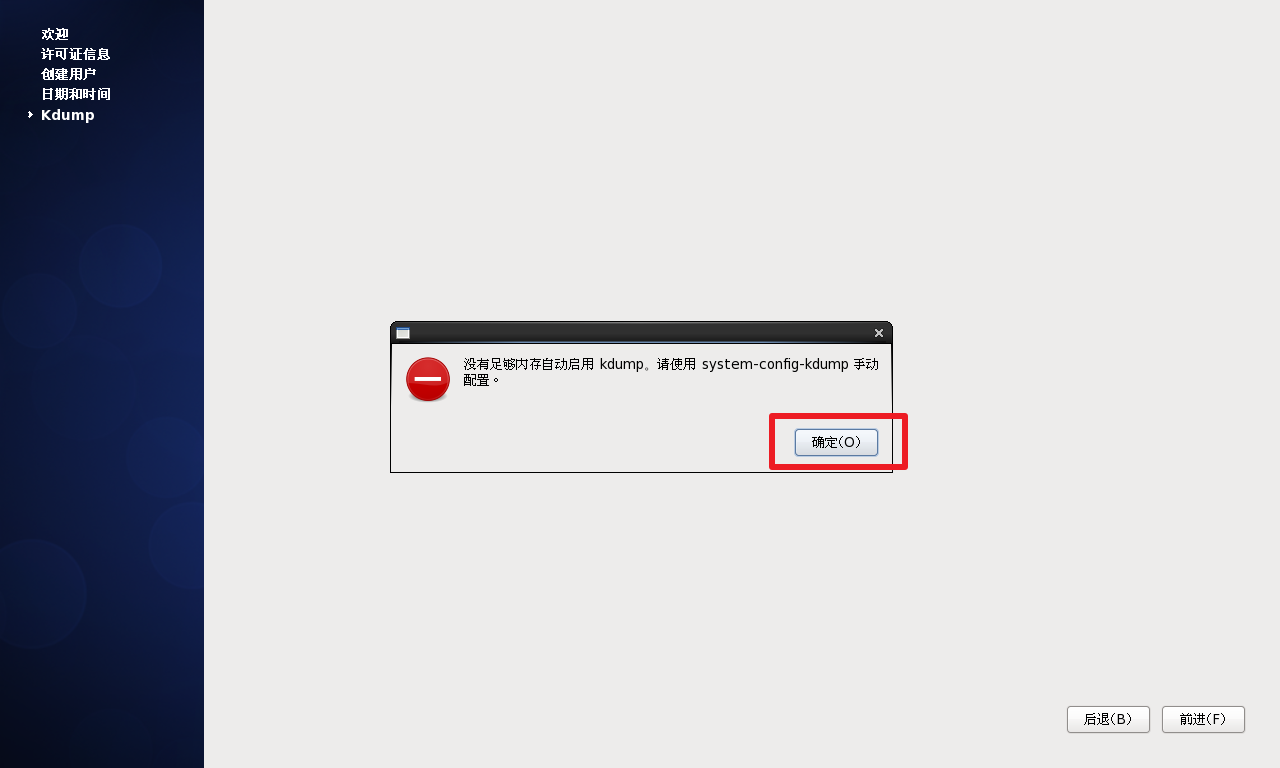 欢迎
许可证信息
创建用户
日期和时间
Kdump
没有足够内存自动启用 kdump。请使用 system-config-kdump 手动
配置。
确定(O)
后退(B)
前进(F)